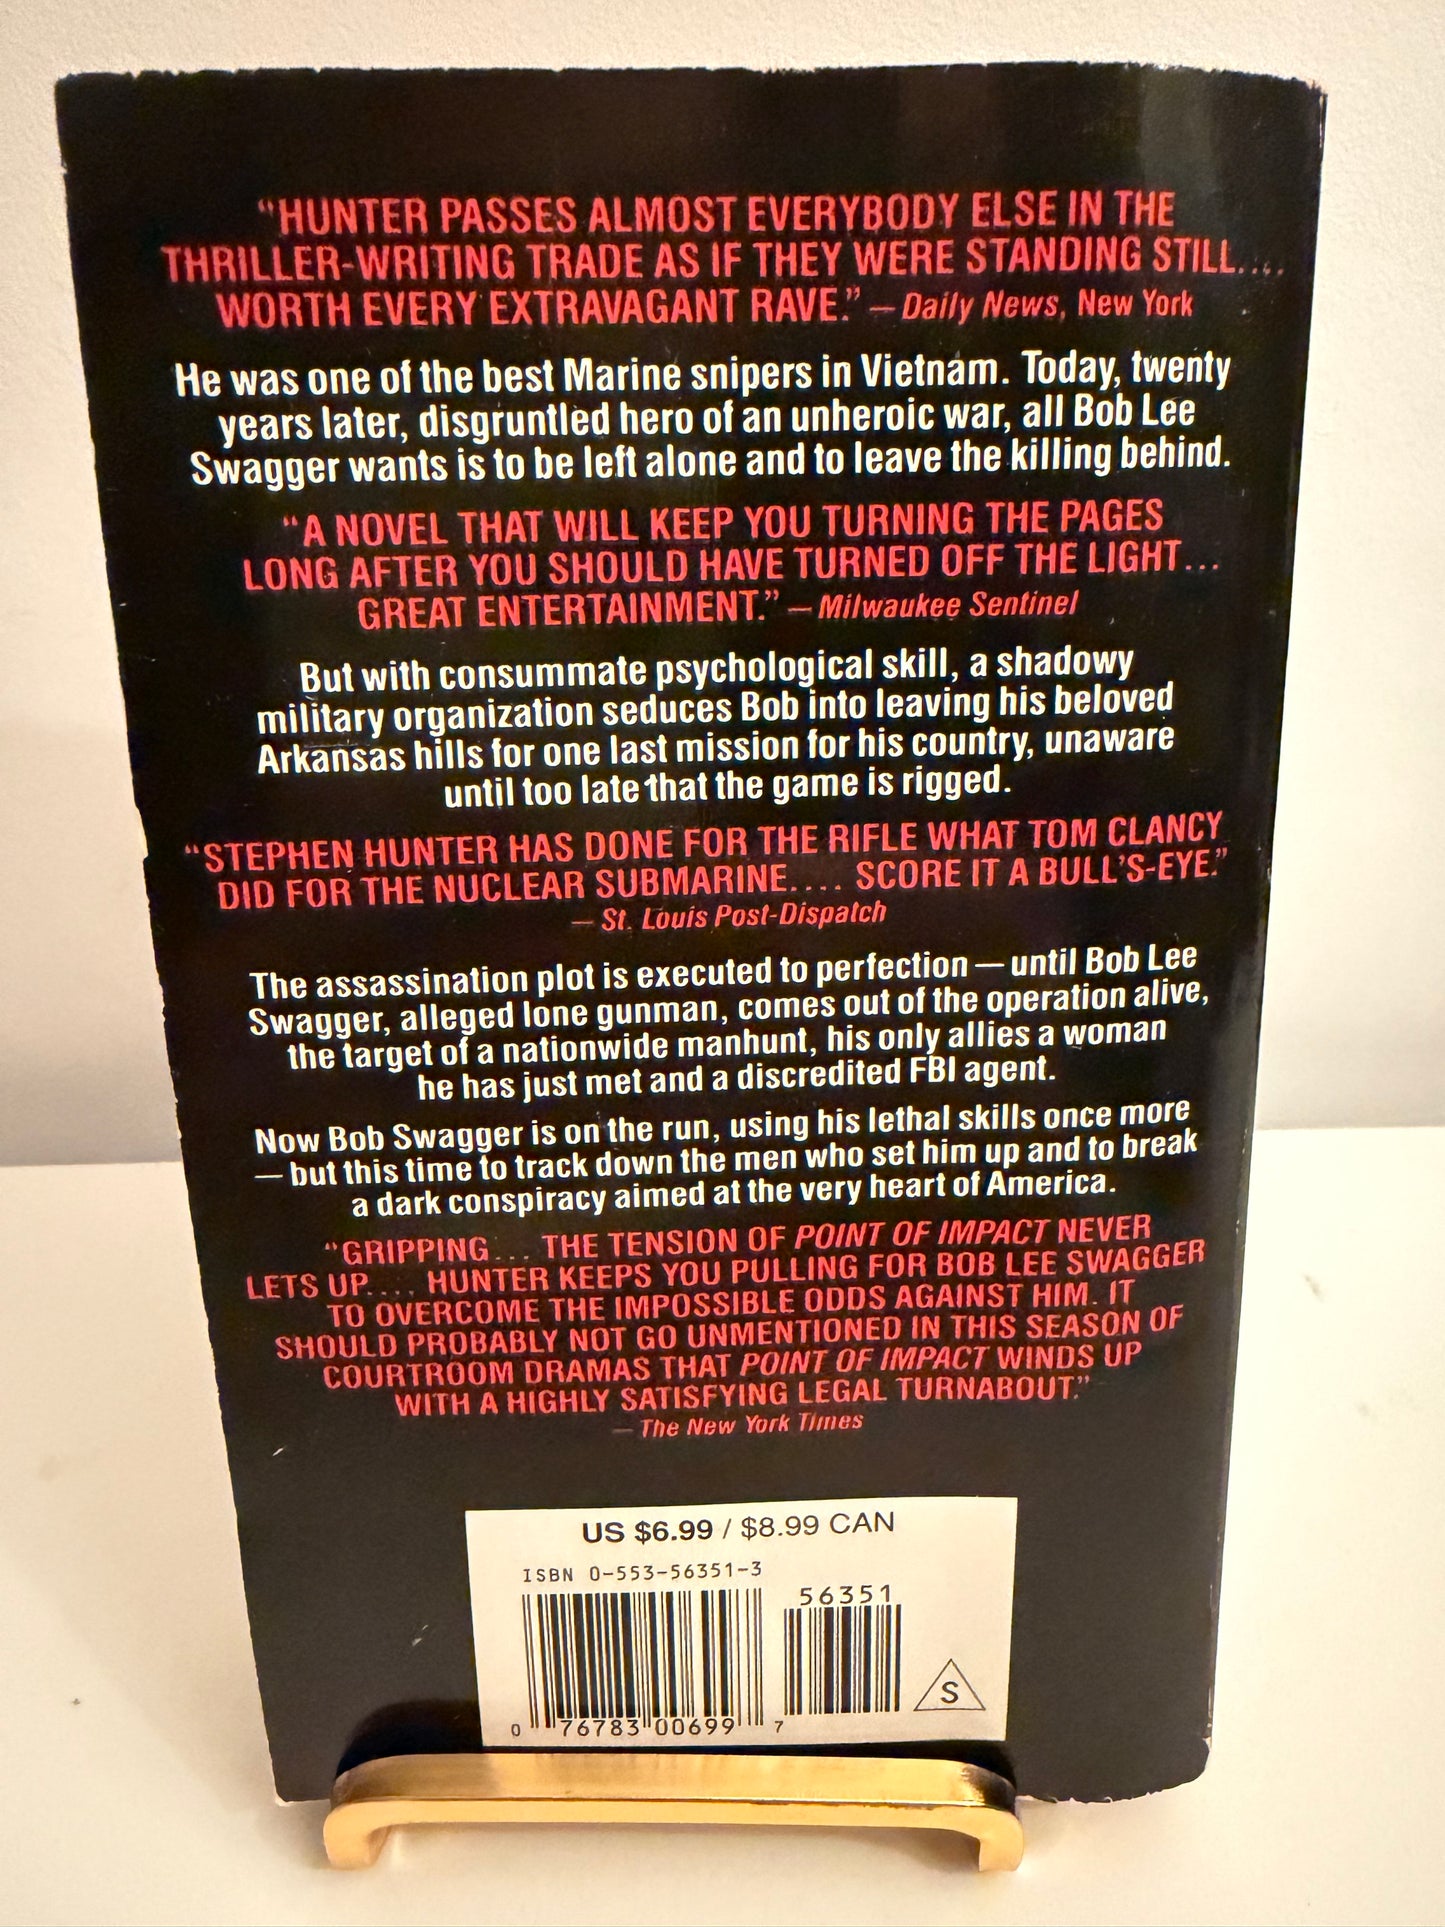 “HUNTER PASSES ALMOST EVERYBODY ELSE IN THE
THRILLER-WRITING TRADE AS IF THEY WERE STANDING STILL....
WORTH EVERY EXTRAVAGANT RAVE.” — Daily News, New York
He was one of the best Marine snipers in Vietnam. Today, twenty
years later, disgruntled hero of an unheroic war, all Bob Lee
Swagger wants is to be left alone and to leave the killing behind.
“A NOVEL THAT WILL KEEP YOU TURNING THE PAGES
LONG AFTER YOU SHOULD HAVE TURNED OFF THE LIGHT...
GREAT ENTERTAINMENT.” — Milwaukee Sentinel
But with consummate psychological skill, a shadowy
military organization seduces Bob into leaving his beloved
Arkansas hills for one last mission for his country, unaware
until too late that the game is rigged.
“STEPHEN HUNTER HAS DONE FOR THE RIFLE WHAT TOM CLANCY
DID FOR THE NUCLEAR SUBMARINE.... SCORE IT A BULL’S-EYE.”
— St. Louis Post-Dispatch
The assassination plot is executed to perfection — until Bob Lee
Swagger, alleged lone gunman, comes out of the operation alive,
the target of a nationwide manhunt, his only allies a woman
he has just met and a discredited FBI agent.
Now Bob Swagger is on the run, using his lethal skills once more
— but this time to track down the men who set him up and to break
a dark conspiracy aimed at the very heart of America.
“GRIPPING... THE TENSION OF POINT OF IMPACT NEVER
LETS UP.... HUNTER KEEPS YOU PULLING FOR BOB LEE SWAGGER
TO OVERCOME THE IMPOSSIBLE ODDS AGAINST HIM. IT
SHOULD PROBABLY NOT GO UNMENTIONED IN THIS SEASON OF
COURTROOM DRAMAS THAT POINT OF IMPACT WINDS UP
WITH A HIGHLY SATISFYING LEGAL TURNABOUT.”
— The New York Times
US $6.99 / $8.99 CAN
ISBN 0-553-56351-3
56351
S
0 76783 00699 7